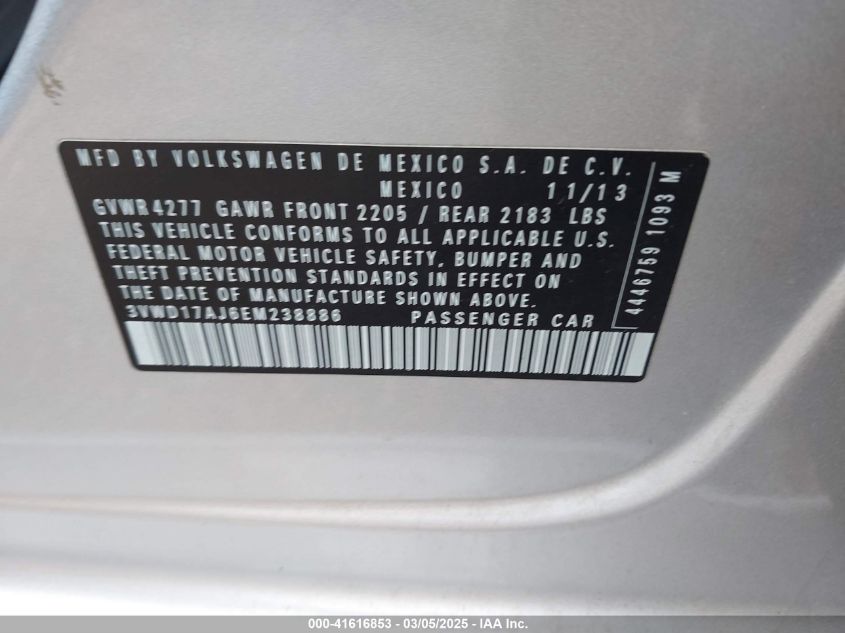 MFD BY VOLKSWAGEN DE MEXICO S.A. DE C.V.
MEXICO 11/13
GVWR 4277 GAWR FRONT 2205 / REAR 2183 LBS
THIS VEHICLE CONFORMS TO ALL APPLICABLE U.S.
FEDERAL MOTOR VEHICLE SAFETY, BUMPER AND
THEFT PREVENTION STANDARDS IN EFFECT ON
THE DATE OF MANUFACTURE SHOWN ABOVE.
3VWD17AJ6EM238886 PASSENGER CAR
4446759 1093 M
000-41616853 - 03/05/2025 - IAA Inc.